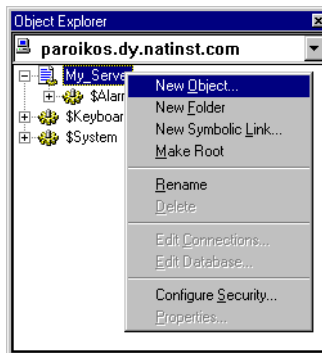 Object Explorer
paroikos.dy.natinst.com
My_Serve
$Alarm
$Keyboar
$System
New Object...
New Folder
New Symbolic Link...
Make Root
Rename
Delete
Edit Connections...
Edit Database...
Configure Security...
Properties...